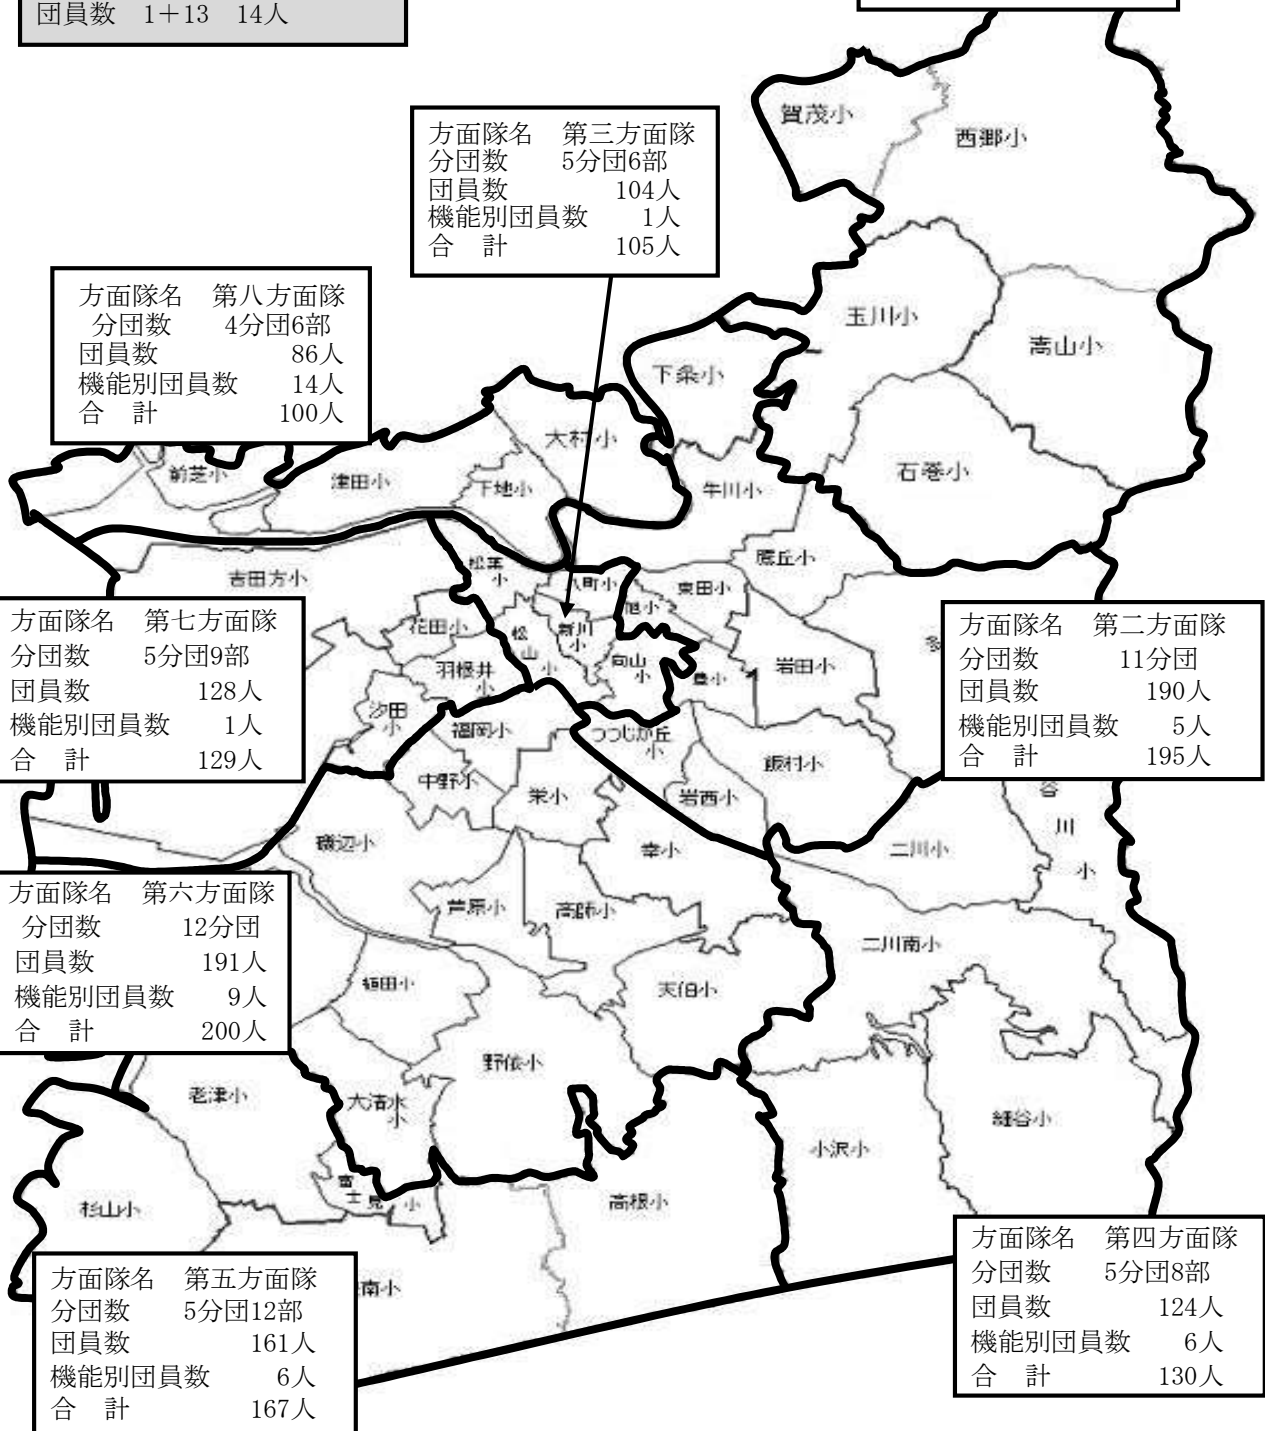 団員数 1＋13 14人
賀茂小
西郷小
方面隊名 第三方面隊
分団数 5分団6部
団員数 104人
機能別団員数 1人
合 計 105人
方面隊名 第八方面隊
分団数 4分団6部
団員数 86人
機能別団員数 14人
合 計 100人
玉川小
高山小
下条小
大村小
石巻小
前芝小
津田小
下地小
牛川小
鷹丘小
吉田方小
松葉小
八町小
旭小
東田小
花田小
松山小
新川小
向山小
豊小
岩田小
羽根井小
汐田小
方面隊名 第七方面隊
分団数 5分団9部
団員数 128人
機能別団員数 1人
合 計 129人
方面隊名 第二方面隊
分団数 11分団
団員数 190人
機能別団員数 5人
合 計 195人
福岡小
つつじが丘小
飯村小
中野小
栄小
岩西小
谷川小
磯辺小
幸小
二川小
芦原小
高師小
方面隊名 第六方面隊
分団数 12分団
団員数 191人
機能別団員数 9人
合 計 200人
二川南小
植田小
天伯小
野依小
老津小
大清水小
細谷小
小沢小
杉山小
富士見小
高根小
南小
方面隊名 第五方面隊
分団数 5分団12部
団員数 161人
機能別団員数 6人
合 計 167人
方面隊名 第四方面隊
分団数 5分団8部
団員数 124人
機能別団員数 6人
合 計 130人